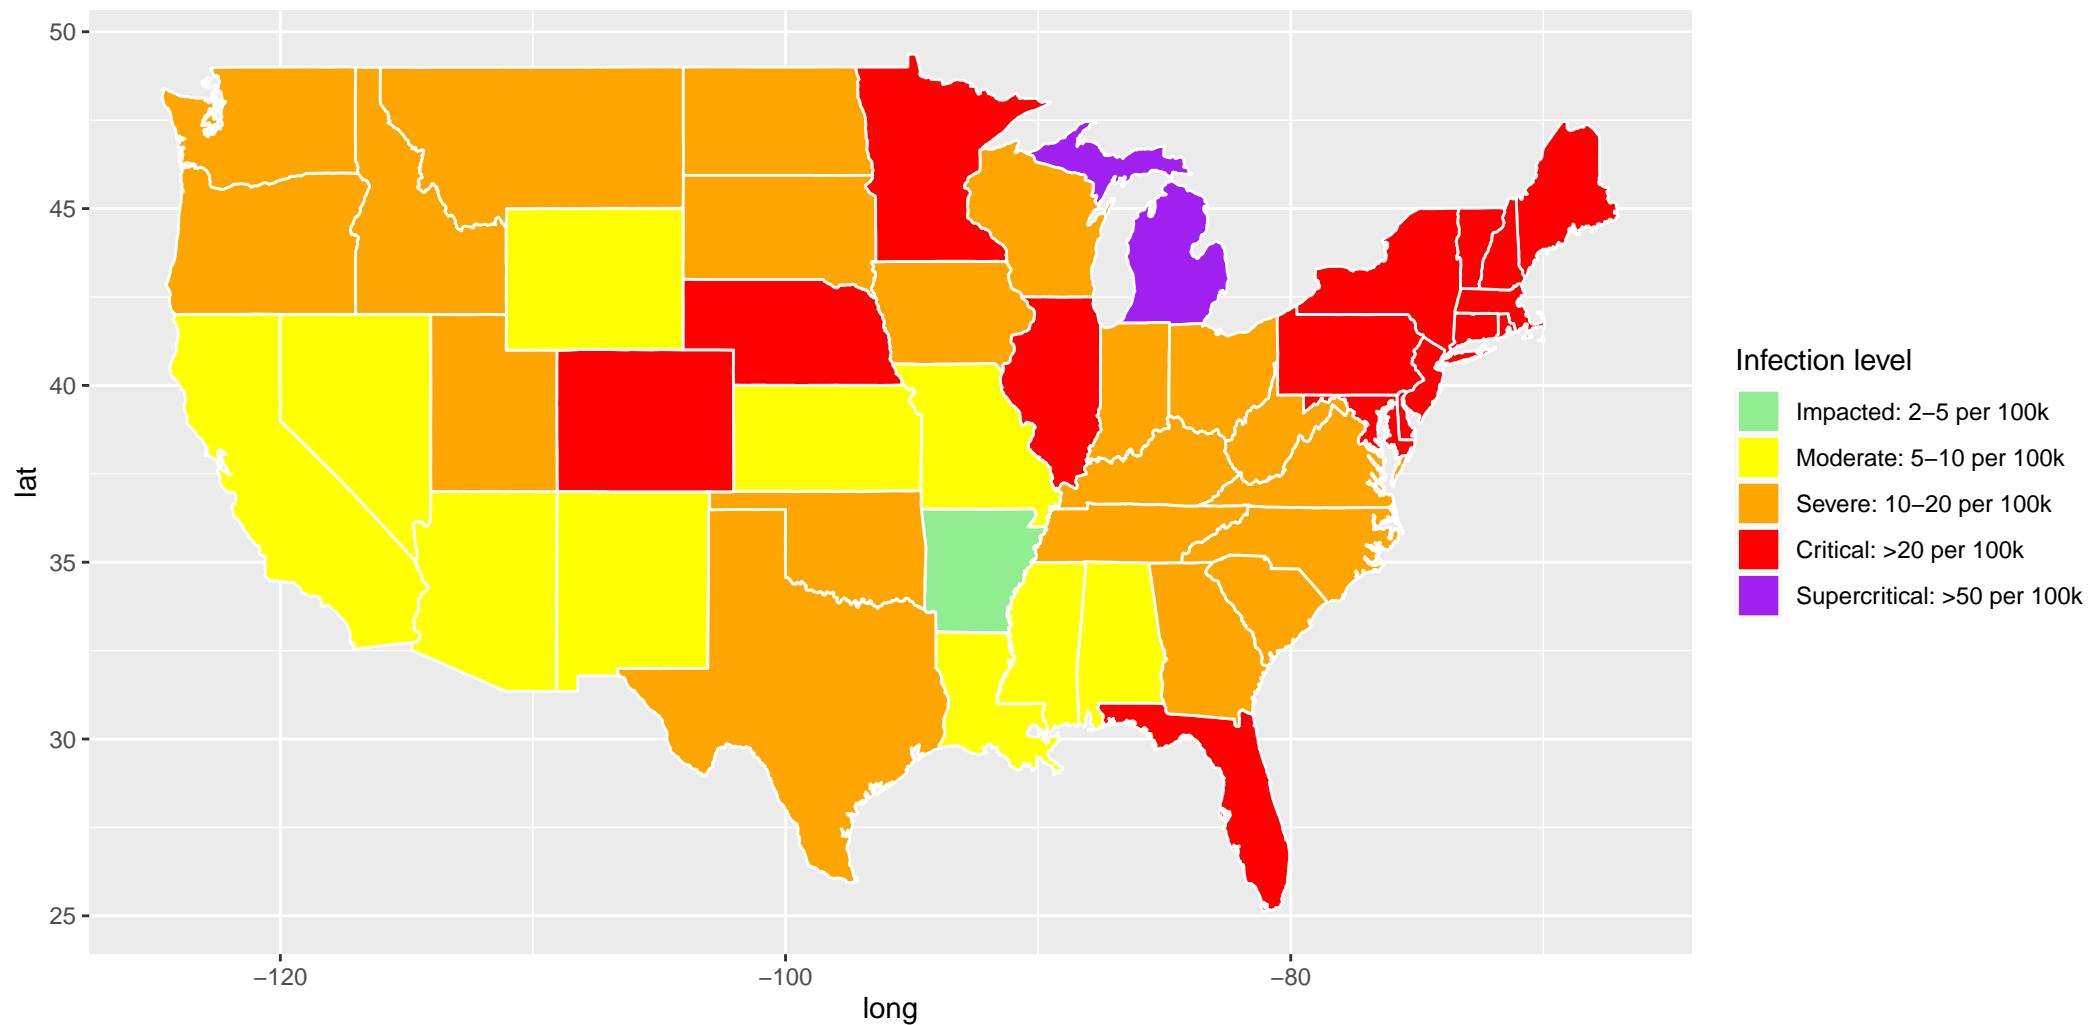 50
45
40
35
30
25
lat
−120
−100
−80
long
Infection level
Impacted: 2−5 per 100k
Moderate: 5−10 per 100k
Severe: 10−20 per 100k
Critical: >20 per 100k
Supercritical: >50 per 100k